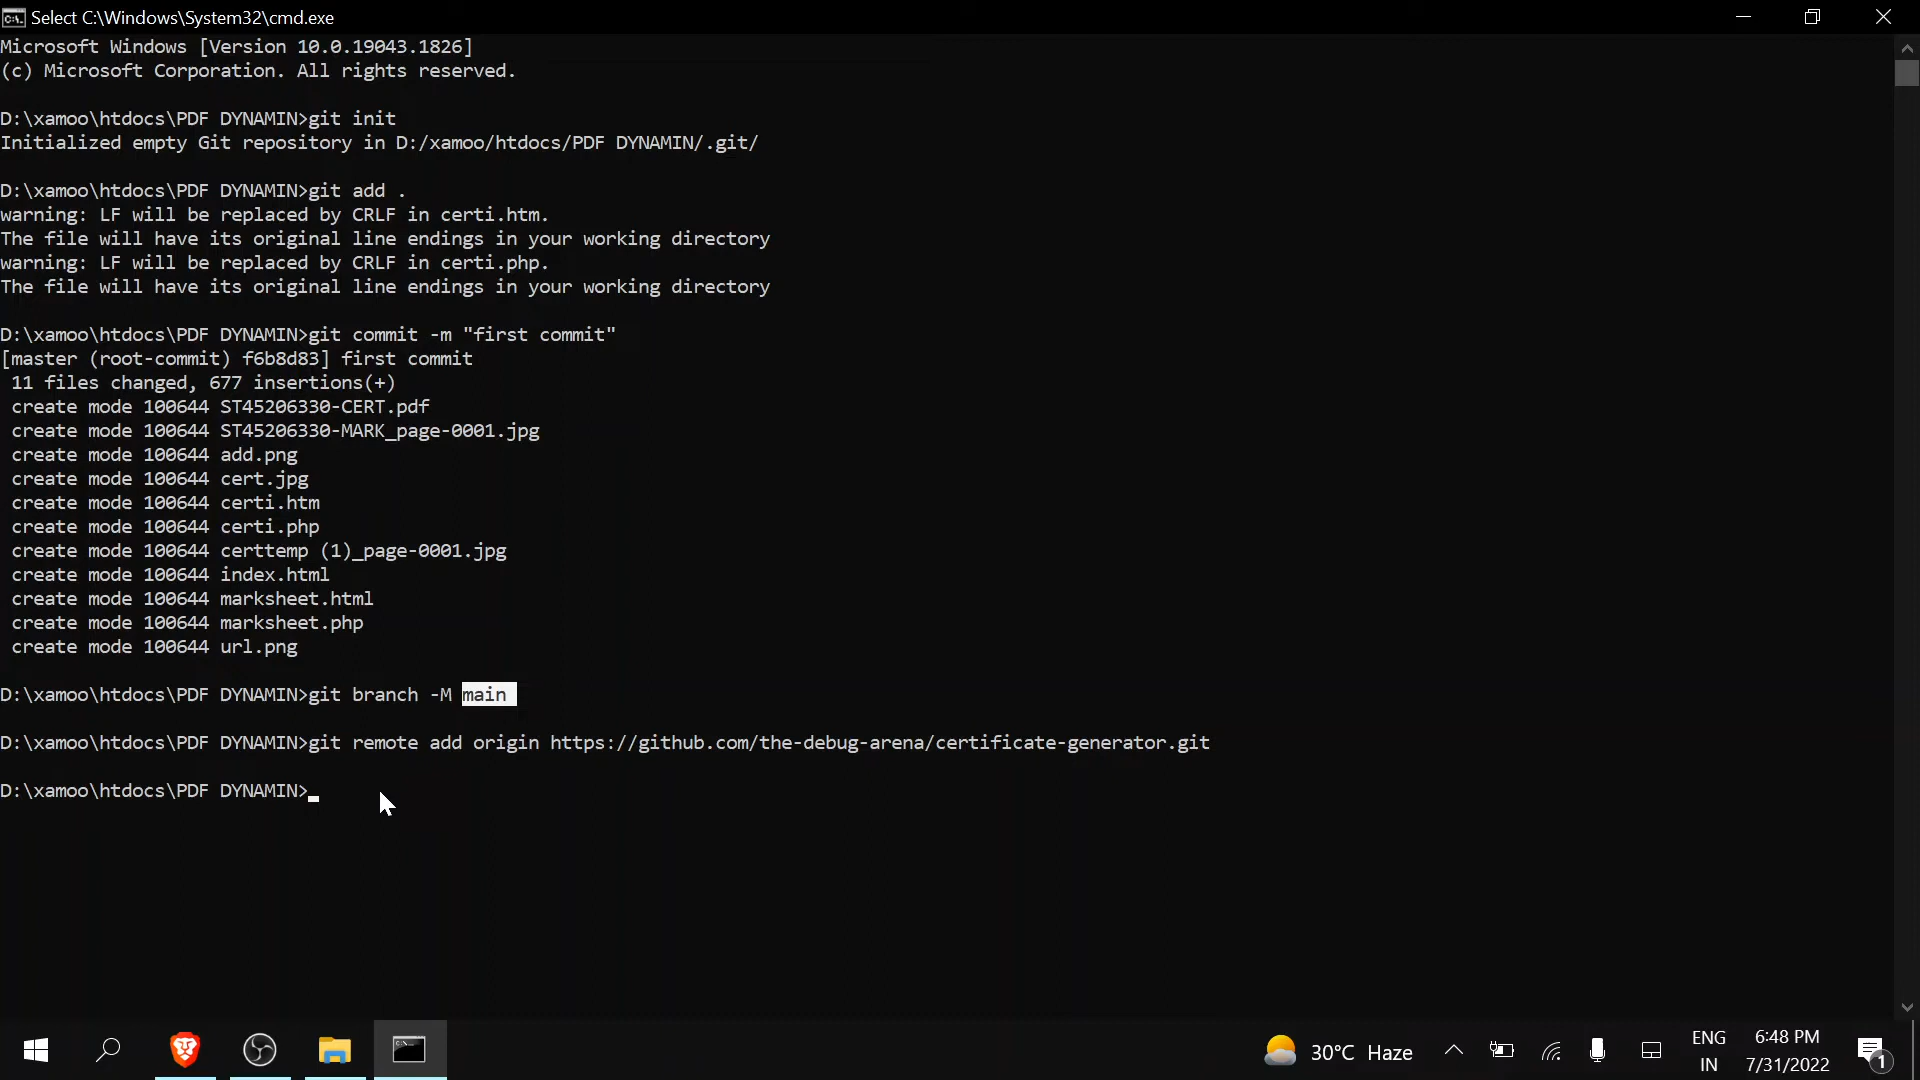 Select C:\Windows\System32\cmd.exe
Microsoft Windows [Version 10.0.19043.1826]
(c) Microsoft Corporation. All rights reserved.
D:\xamoo\htdocs\PDF DYNAMIN>git init
Initialized empty Git repository in D:/xamoo/htdocs/PDF DYNAMIN/.git/
D:\xamoo\htdocs\PDF DYNAMIN>git add .
warning: LF will be replaced by CRLF in certi.htm.
The file will have its original line endings in your working directory
warning: LF will be replaced by CRLF in certi.php.
The file will have its original line endings in your working directory
D:\xamoo\htdocs\PDF DYNAMIN>git commit -m "first commit"
[master (root-commit) f6b8d83] first commit
 11 files changed, 677 insertions(+)
 create mode 100644 ST45206330-CERT.pdf
 create mode 100644 ST45206330-MARK_page-0001.jpg
 create mode 100644 add.png
 create mode 100644 cert.jpg
 create mode 100644 certi.htm
 create mode 100644 certi.php
 create mode 100644 certtemp (1)_page-0001.jpg
 create mode 100644 index.html
 create mode 100644 marksheet.html
 create mode 100644 marksheet.php
 create mode 100644 url.png
D:\xamoo\htdocs\PDF DYNAMIN>git branch -M main
D:\xamoo\htdocs\PDF DYNAMIN>git remote add origin https://github.com/the-debug-arena/certificate-generator.git
D:\xamoo\htdocs\PDF DYNAMIN>
30°C Haze
ENG
IN
6:48 PM
7/31/2022
1